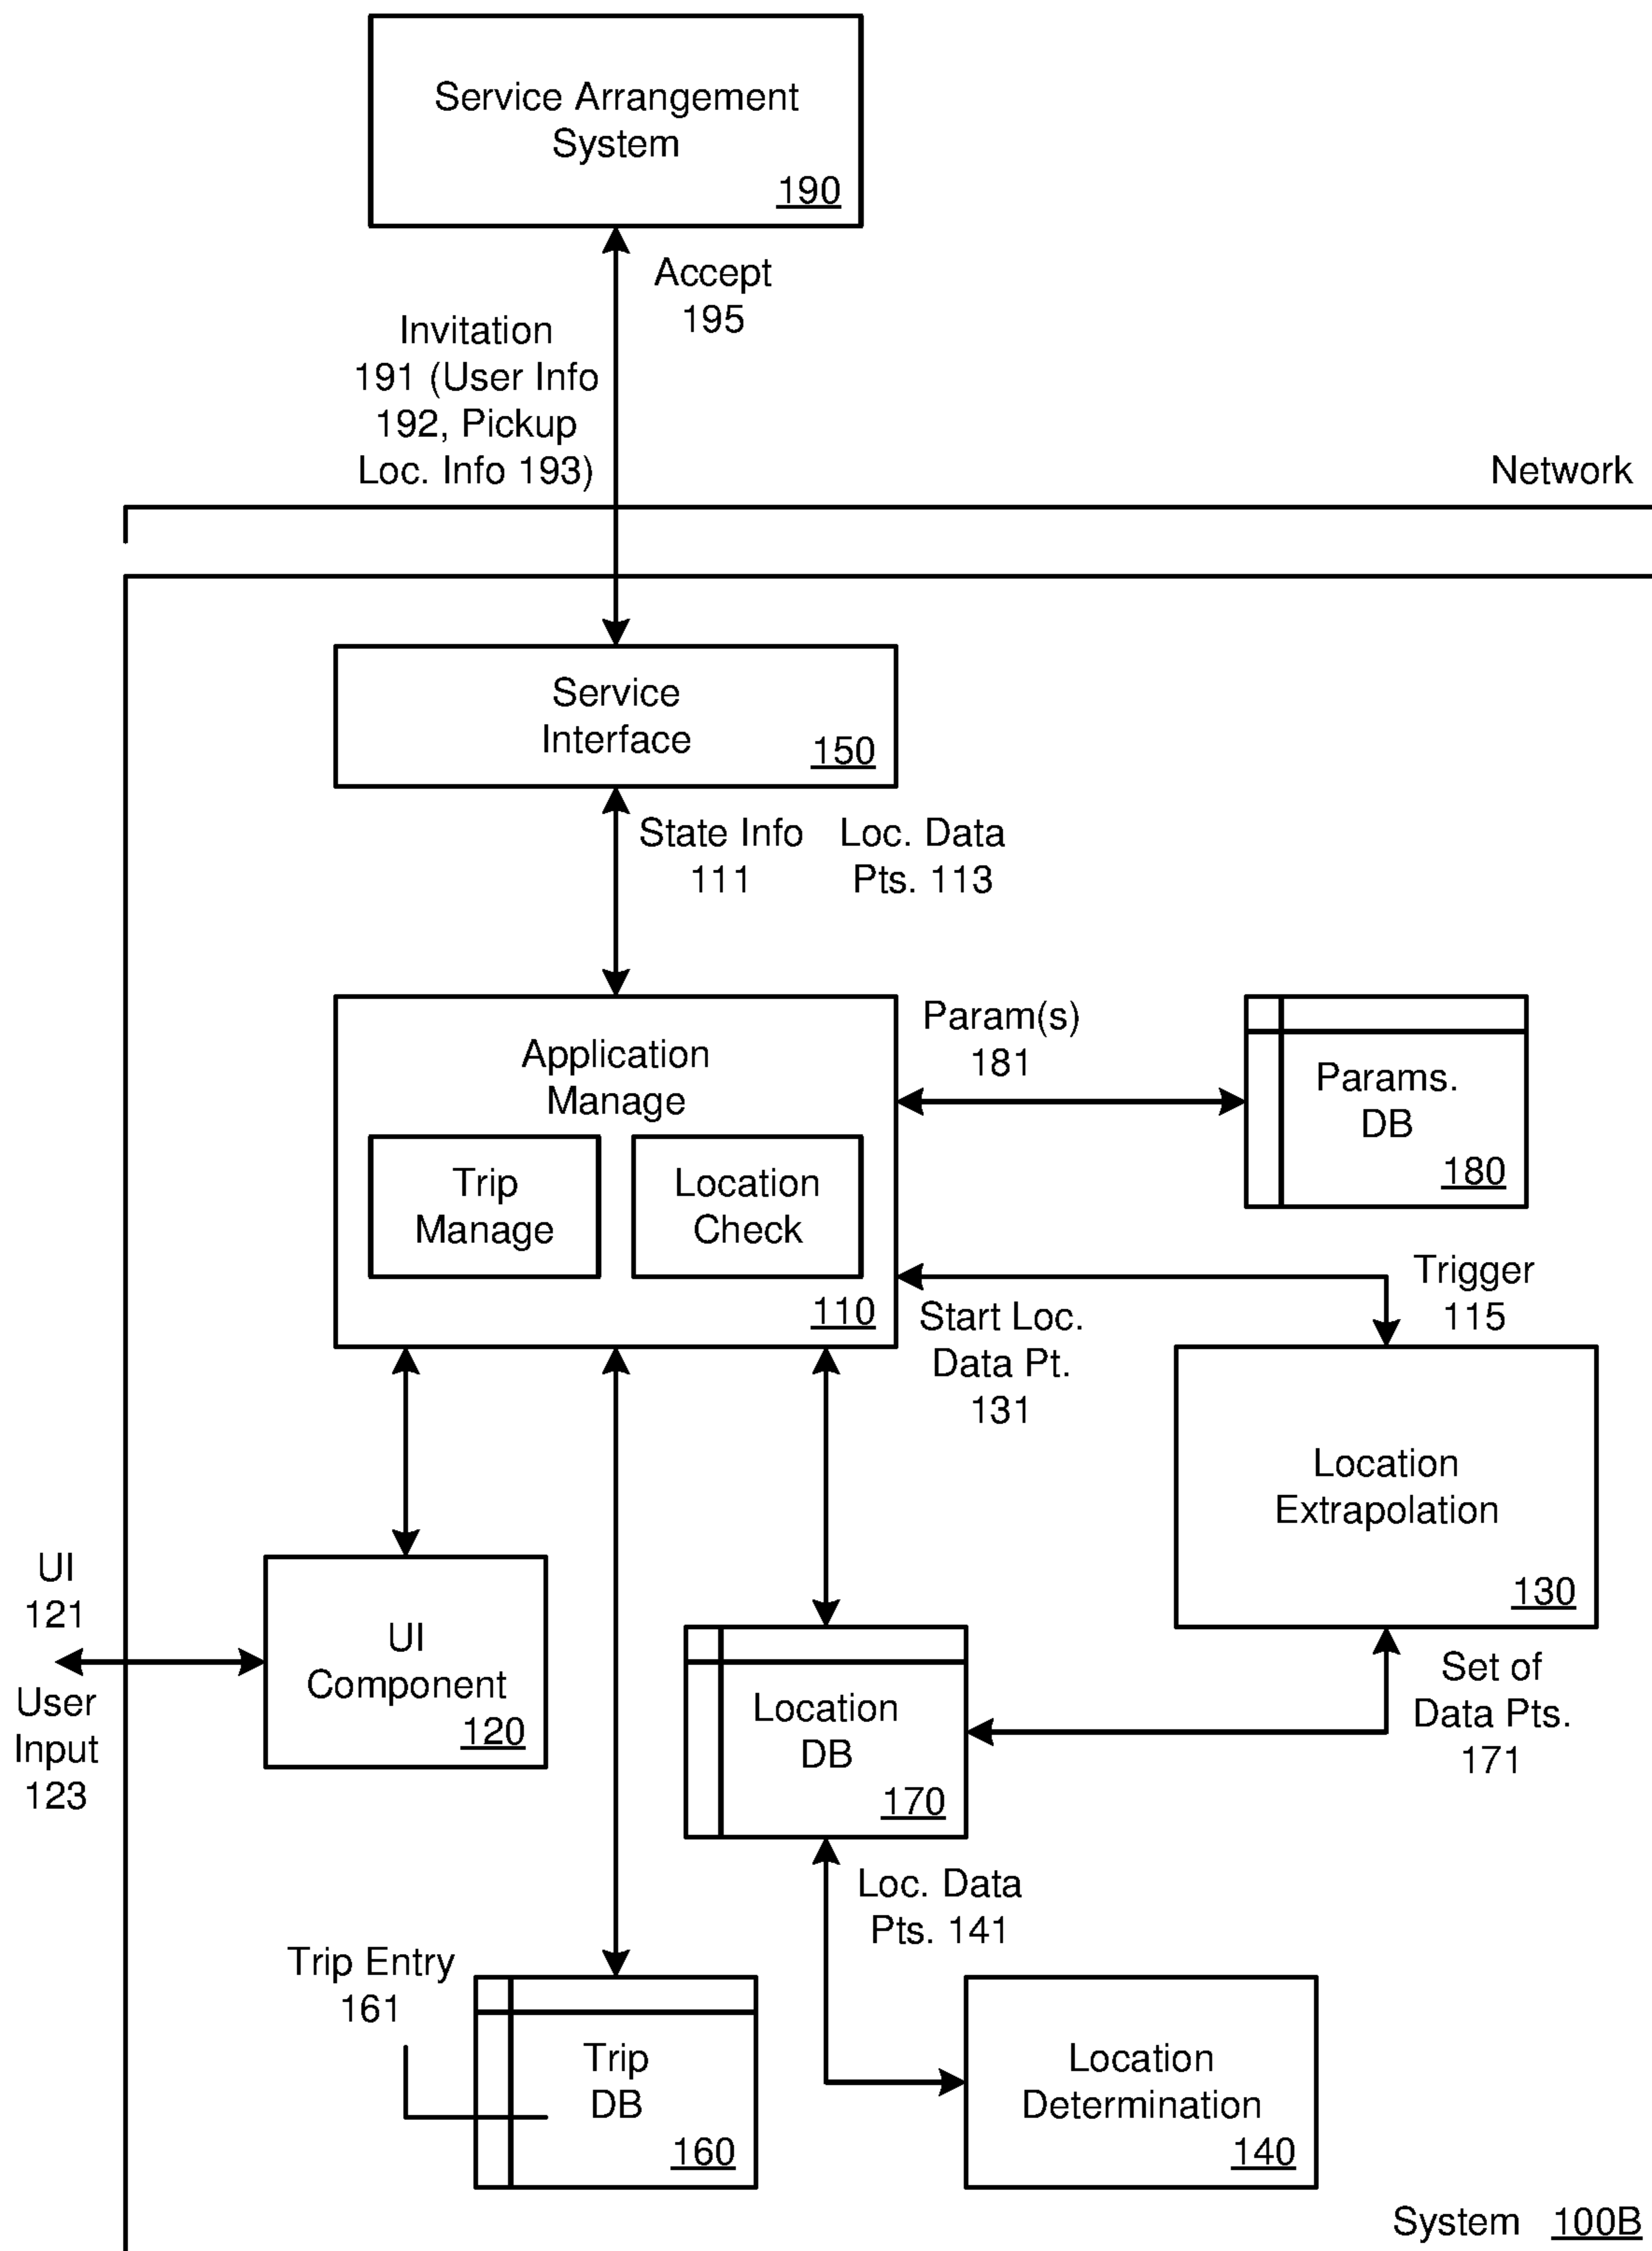 Service Arrangement
System
190
Accept
195
Invitation
191 (User Info
192, Pickup
Loc. Info 193)
Network
Service
Interface
150
State Info
111
Loc. Data
Pts. 113
Application
Manage
Trip
Manage
Location
Check
110
Param(s)
181
Params.
DB
180
Trigger
115
Start Loc.
Data Pt.
131
Location
Extrapolation
130
UI
121
User
Input
123
UI
Component
120
Location
DB
170
Set of
Data Pts.
171
Loc. Data
Pts. 141
Trip Entry
161
Trip
DB
160
Location
Determination
140
System 100B